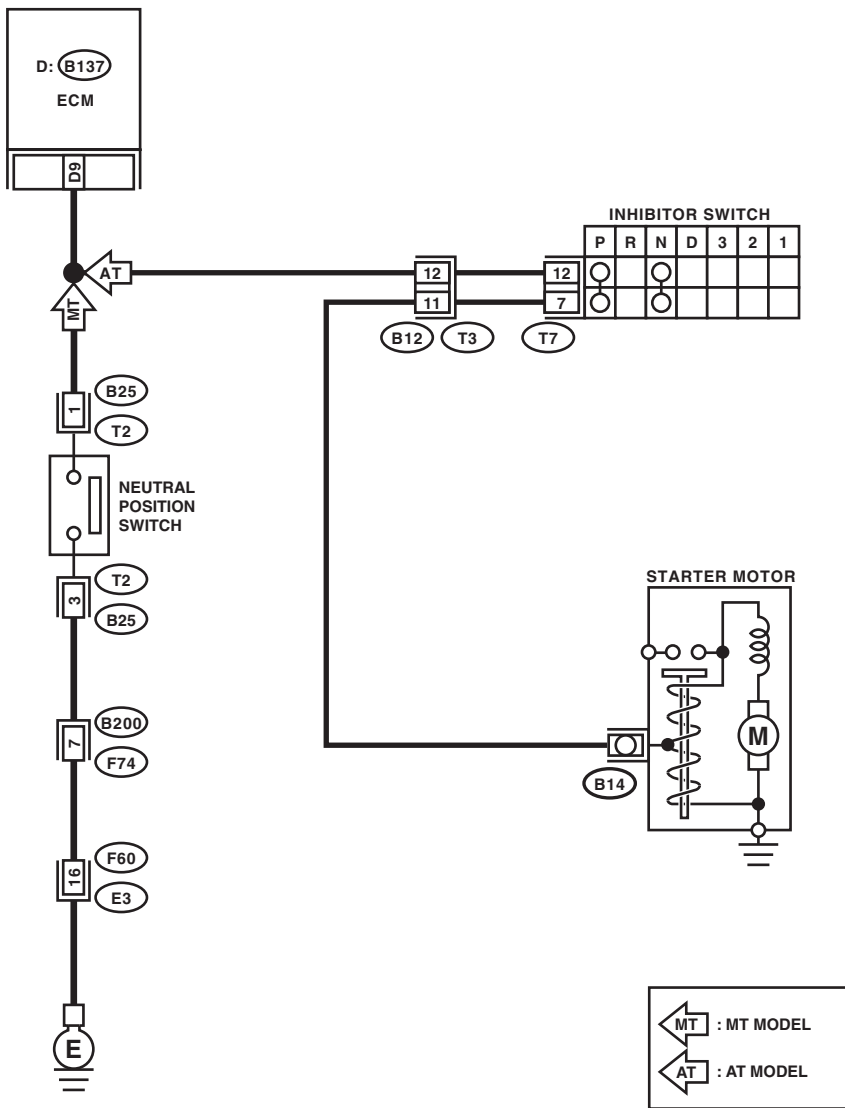 D: B137
ECM
D9
INHIBITOR SWITCH
P R N D 3 2 1
AT
12
12
11
7
MT
B12
T3
T7
1
B25
T2
NEUTRAL
POSITION
SWITCH
3
T2
B25
STARTER MOTOR
7
B200
F74
M
B14
16
F60
E3
E
MT : MT MODEL
AT : AT MODEL